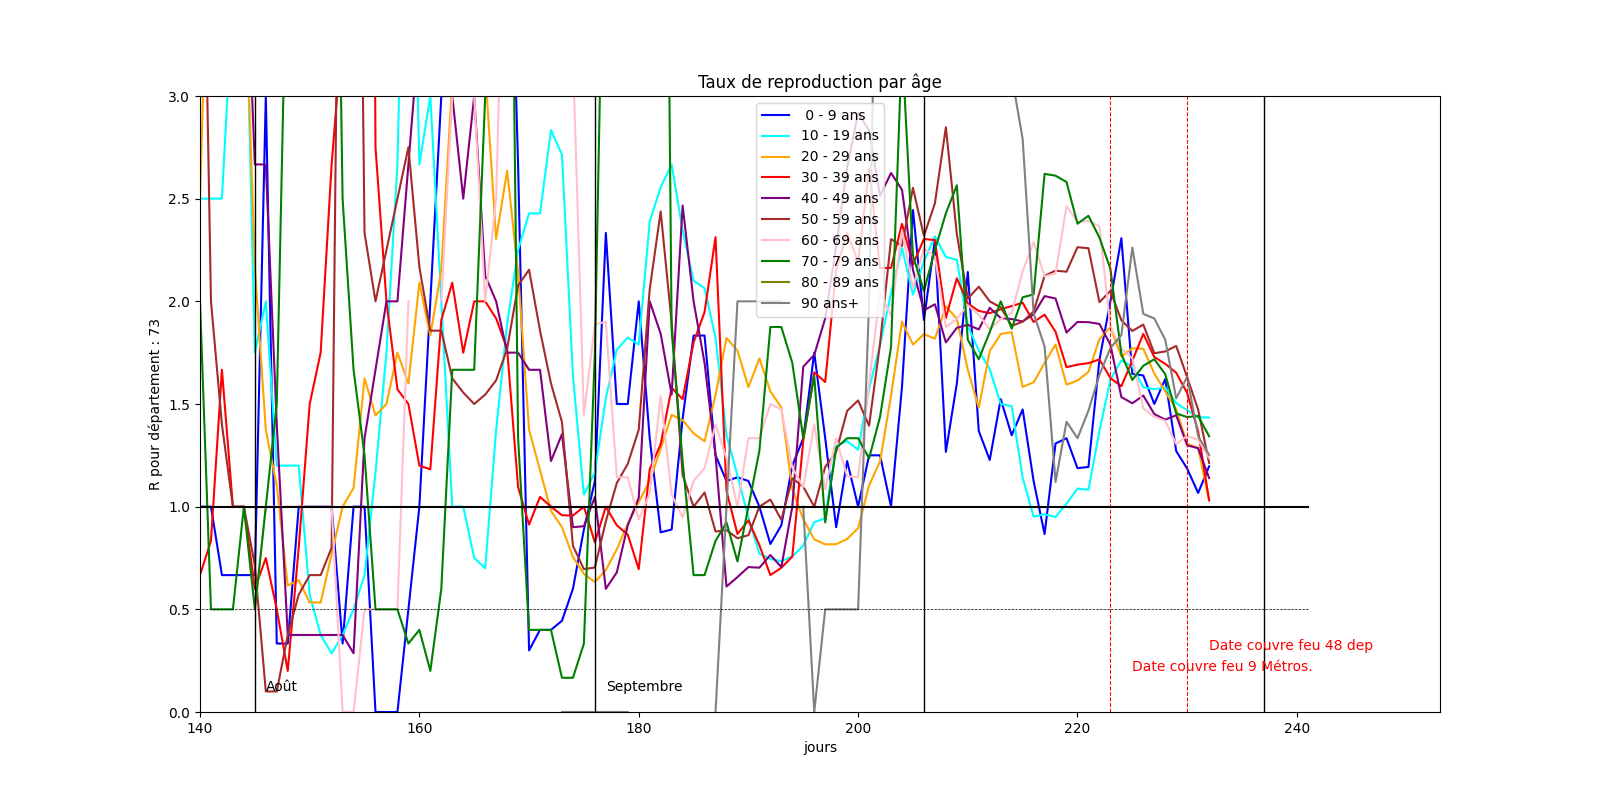 Taux de reproduction par âge
R pour département : 73
3.0
2.5
2.0
1.5
1.0
0.5
0.0
0 - 9 ans
10 - 19 ans
20 - 29 ans
30 - 39 ans
40 - 49 ans
50 - 59 ans
60 - 69 ans
70 - 79 ans
80 - 89 ans
90 ans+
Date couvre feu 48 dep
Date couvre feu 9 Métros.
Août
Septembre
140
160
180
200
220
240
jours